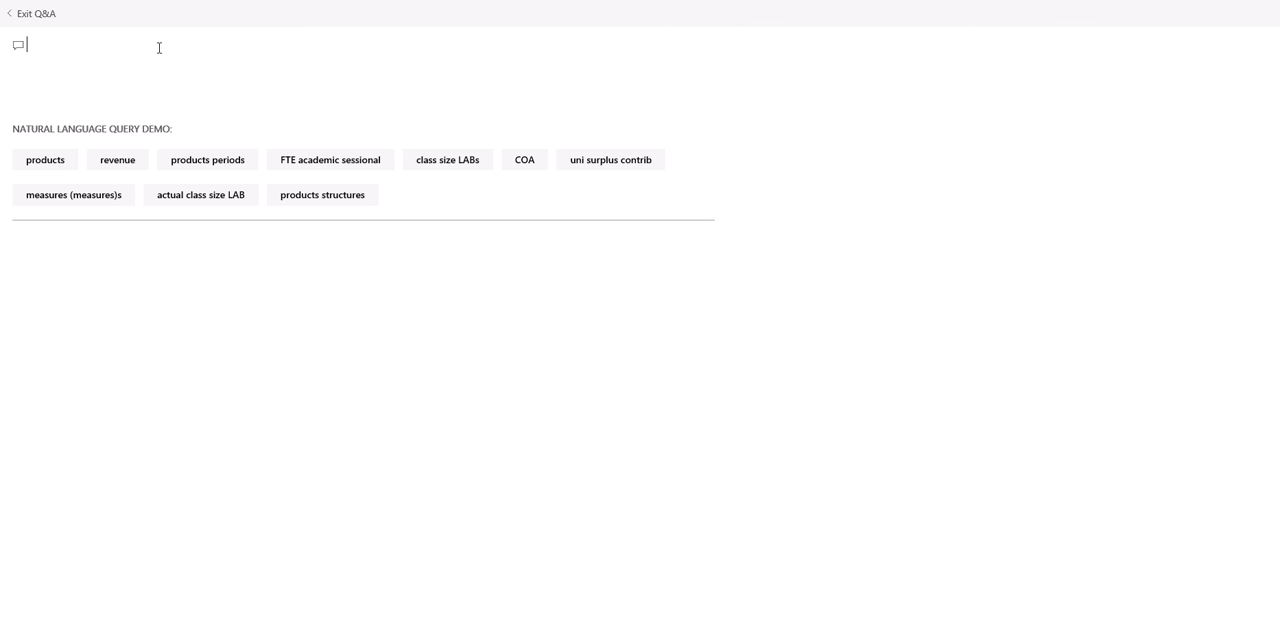 Exit Q&A
NATURAL LANGUAGE QUERY DEMO:
products revenue products periods FTE academic sessional class size LABs COA uni surplus contrib
measures (measures)s actual class size LAB products structures